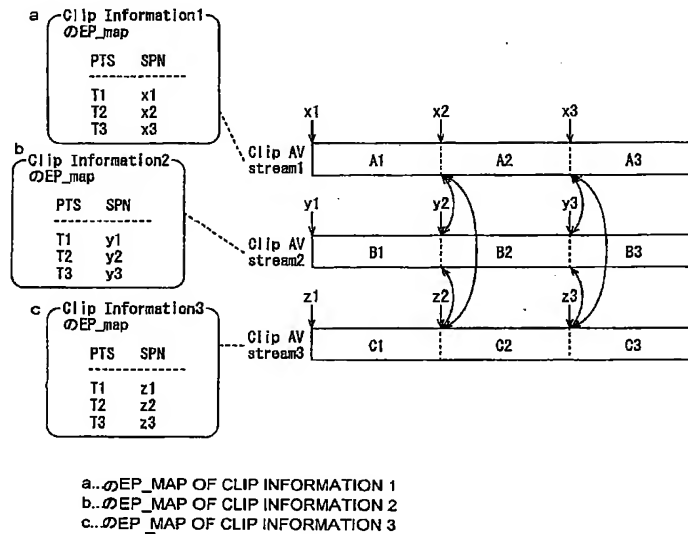 a
Clip Information1
のEP_map
PTS SPN
T1 x1
T2 x2
T3 x3
b
Clip Information2
のEP_map
PTS SPN
T1 y1
T2 y2
T3 y3
c
Clip Information3
のEP_map
PTS SPN
T1 z1
T2 z2
T3 z3
x1 x2 x3
Clip AV
stream1
A1 A2 A3
y1 y2 y3
Clip AV
stream2
B1 B2 B3
z1 z2 z3
Clip AV
stream3
C1 C2 C3
a...のEP_MAP OF CLIP INFORMATION 1
b...のEP_MAP OF CLIP INFORMATION 2
c...のEP_MAP OF CLIP INFORMATION 3